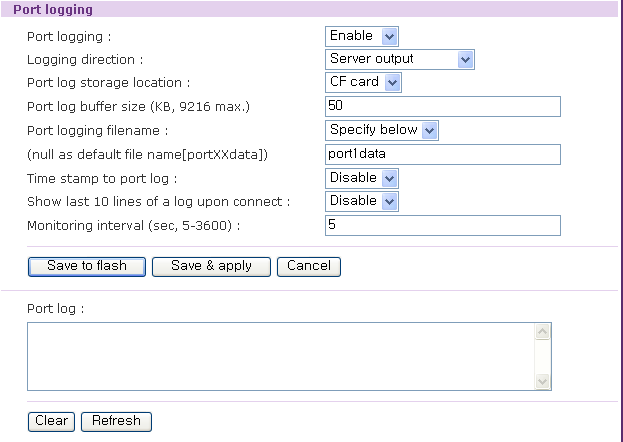 Port logging
Port logging : Enable
Logging direction : Server output
Port log storage location : CF card
Port log buffer size (KB, 9216 max.) 50
Port logging filename : Specify below
(null as default file name[portXXdata]) port1data
Time stamp to port log : Disable
Show last 10 lines of a log upon connect : Disable
Monitoring interval (sec, 5-3600) : 5
Save to flash Save & apply Cancel
Port log :
Clear Refresh